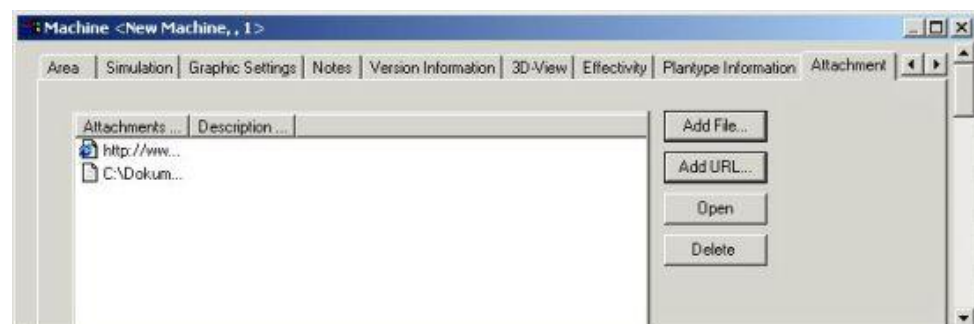 Machine <New Machine, , 1>
Area Simulation Graphic Settings Notes Version Information 3D-View Effectivity Plantype Information Attachment
Attachments ... Description ...
http://ww...
C:\Dokum...
Add File...
Add URL...
Open
Delete